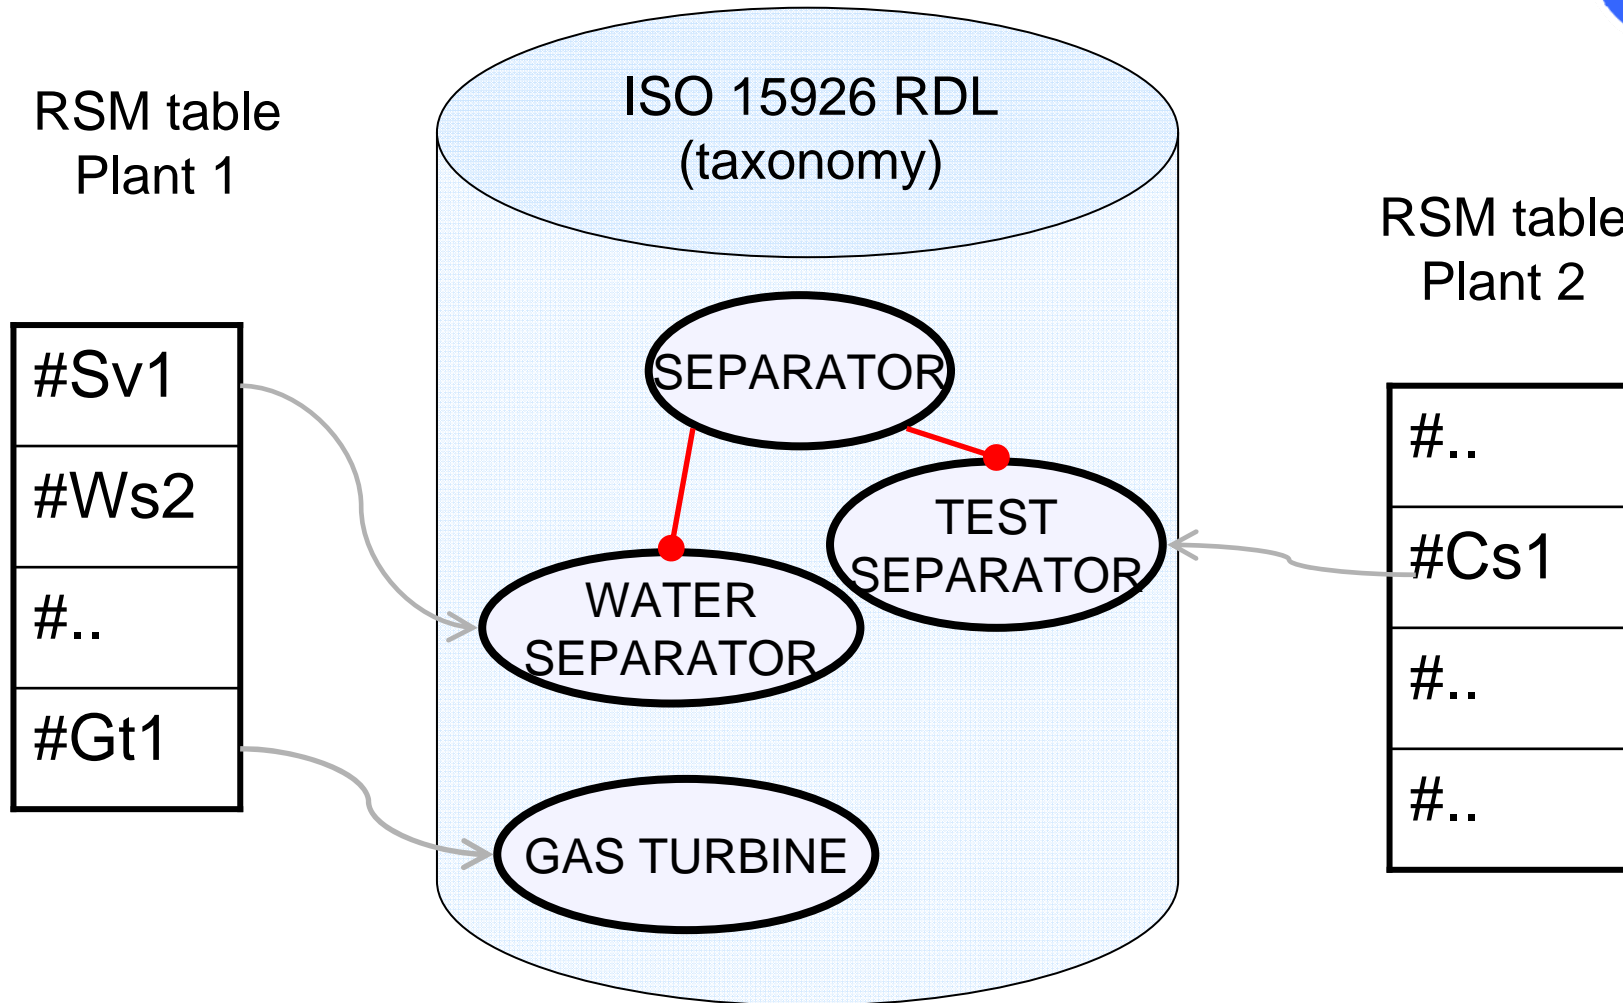 RSM table
Plant 1
#Sv1
#Ws2
#..
#Gt1
ISO 15926 RDL
(taxonomy)
SEPARATOR
TEST
SEPARATOR
WATER
SEPARATOR
GAS TURBINE
RSM table
Plant 2
#..
#Cs1
#..
#..